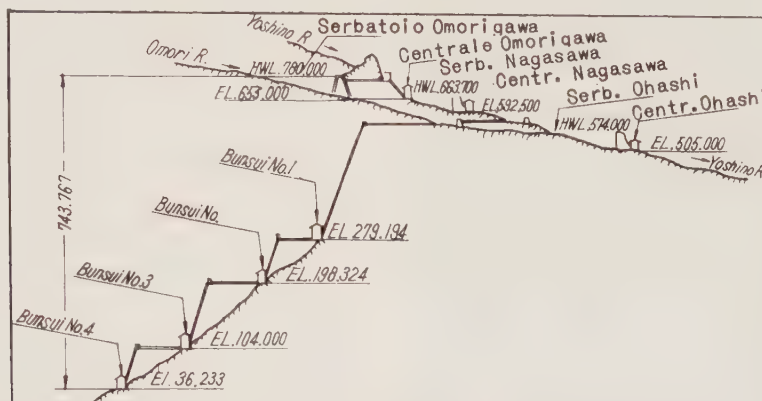 Yoshino R.
Serbatoio Omorigawa
Omori R.
HWL.780.000
Centrale Omorigawa
Serb. Nagasawa
HWL.663.700
Centr. Nagasawa
EL.653.000
EL.592.500
Serb. Ohashi
HWL.574.000
Centr.Ohashi
EL.505.000
Yoshino R.
743.767
Bunsui No.1
Bunsui No.
EL 279.194
EL.198.324
Bunsui No.3
EL.104.000
Bunsui No.4
El. 36.233